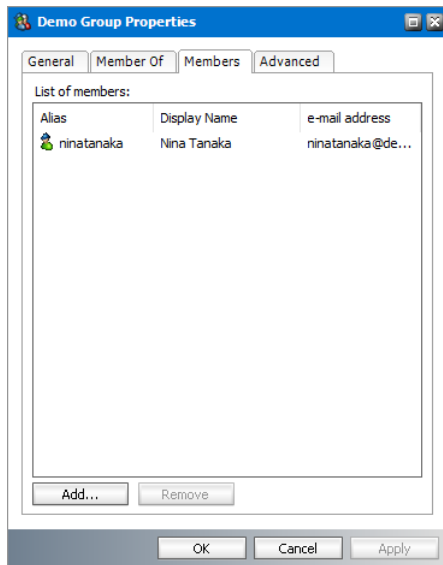 Demo Group Properties
General Member Of Members Advanced
List of members:
Alias Display Name e-mail address
ninatanaka Nina Tanaka ninatanaka@de...
Add... Remove
OK Cancel Apply